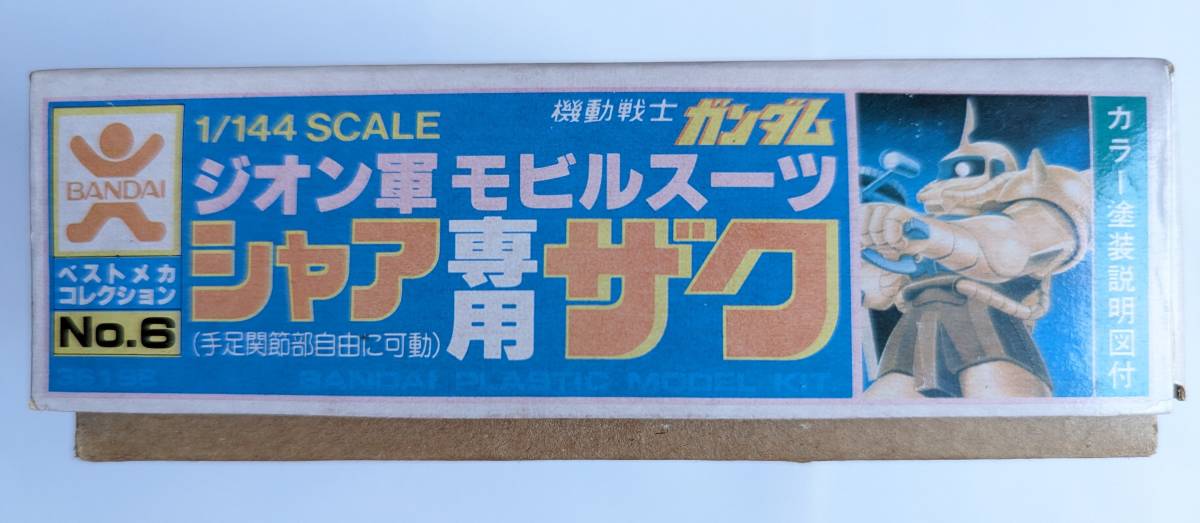 BANDAI
ベストメカ
コレクション
No.6
1/144 SCALE
機動戦士 ガンダム
ジオン軍 モビルスーツ
シャア専用ザク
(手足関節部自由に可動)
BANDAI PLASTIC MODEL KIT
カラー塗装説明図付